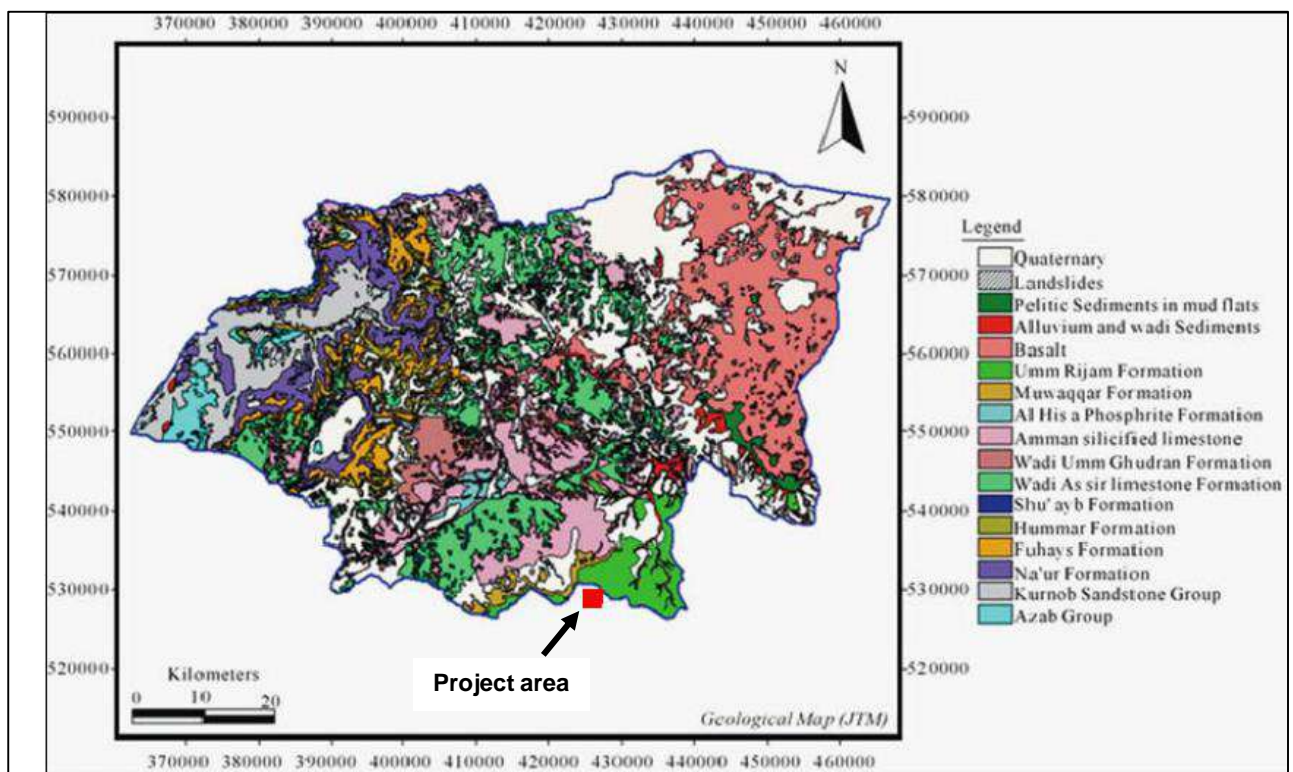 370000 380000 390000 400000 410000 420000 430000 440000 450000 460000
N
590000 590000
580000 580000
570000 570000
560000 560000
550000 550000
540000 540000
530000 530000
520000 520000
Legend
Quaternary
Landslides
Pelitic Sediments in mud flats
Alluvium and wadi Sediments
Basalt
Umm Rijam Formation
Muwaqqar Formation
Al His a Phosphrite Formation
Amman silicified limestone
Wadi Umm Ghudran Formation
Wadi As sir limestone Formation
Shu' ayb Formation
Hummar Formation
Fuhays Formation
Na'ur Formation
Kurnob Sandstone Group
Azab Group
Project area
Kilometers
0 10 20
Geological Map (JTM)
370000 380000 390000 400000 410000 420000 430000 440000 450000 460000